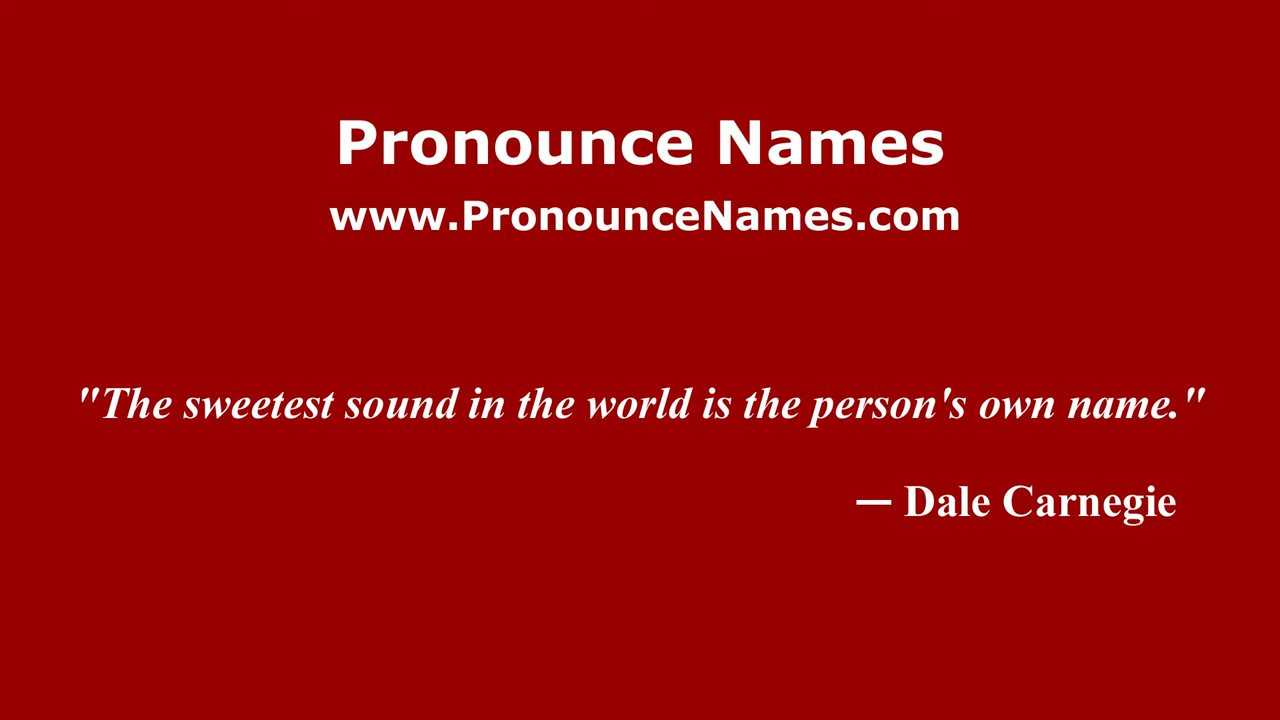 Pronounce Names
www.PronounceNames.com
"The sweetest sound in the world is the person's own name."
— Dale Carnegie